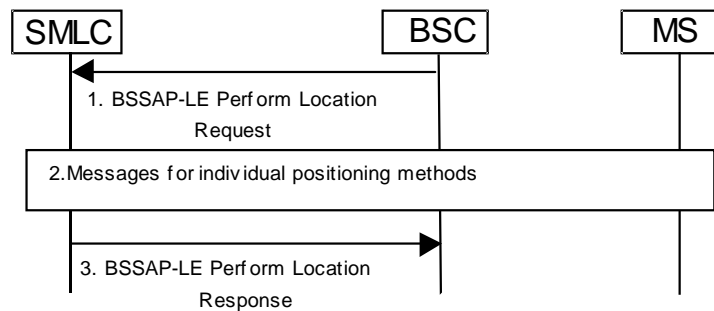 SMLC
BSC
MS
1. BSSAP-LE Perform Location
Request
2.Messages for individual positioning methods
3. BSSAP-LE Perform Location
Response